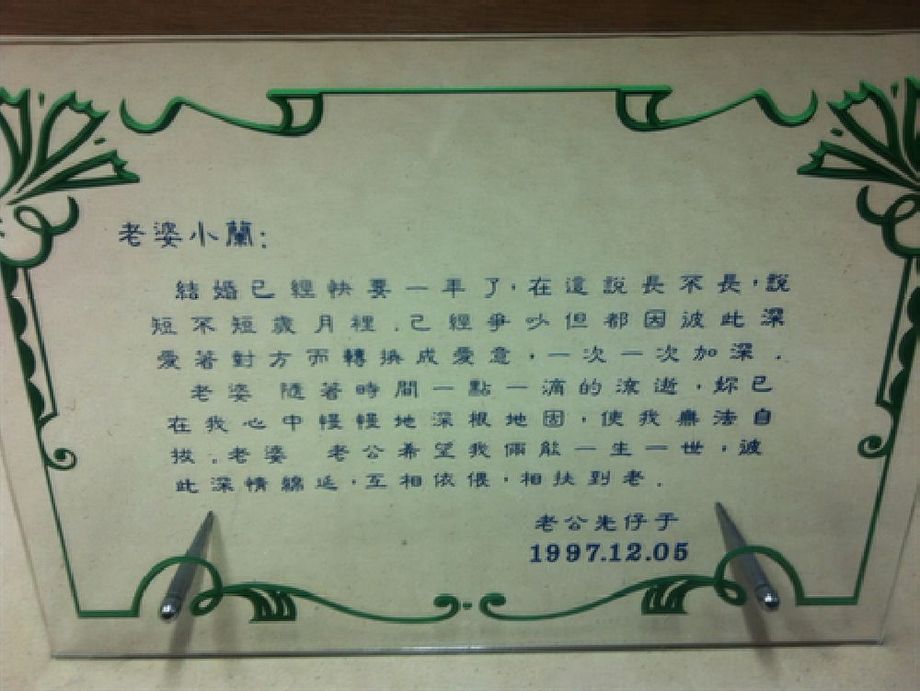 老婆小蘭:
結婚已經快要一年了,在這說長不長,說
短不短歲月裡.已經爭吵但都因彼此深
愛著對方而轉換成愛意,一次一次加深.
老婆 隨著時間一點一滴的流逝,妳已
在我心中慢慢地深根地固,使我無法自
拔.老婆 老公希望我倆能一生一世,彼
此深情綿延,互相依偎,相扶到老.
老公先仔于
1997.12.05